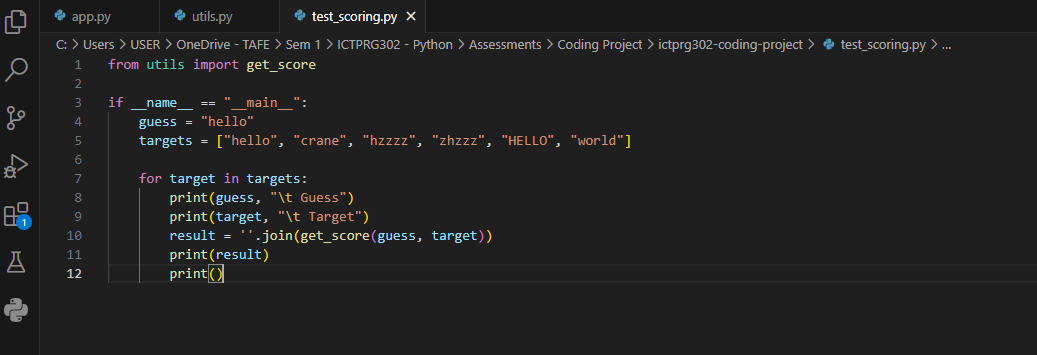 app.py utils.py test_scoring.py ×
C: > Users > USER > OneDrive - TAFE > Sem 1 > ICTPRG302 - Python > Assessments > Coding Project > ictprg302-coding-project > test_scoring.py > ...
1 from utils import get_score
2
3 if __name__ == "__main__":
4 guess = "hello"
5 targets = ["hello", "crane", "hzzzz", "zhzzz", "HELLO", "world"]
6
7 for target in targets:
8 print(guess, "\t Guess")
9 print(target, "\t Target")
10 result = ''.join(get_score(guess, target))
11 print(result)
12 print()
1